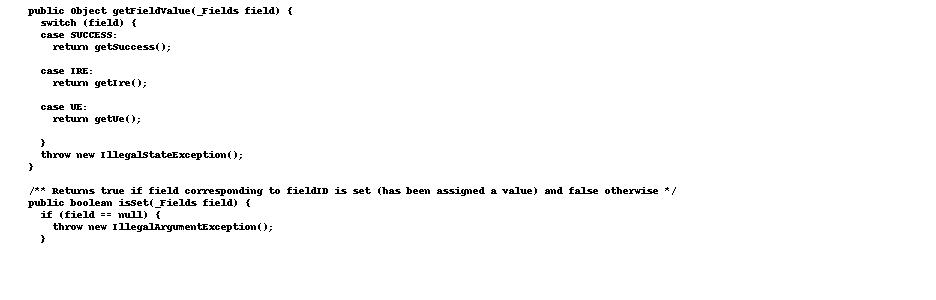 public Object getFieldValue(_Fields field) {
switch (field) {
case SUCCESS:
return getSuccess();
case IRE:
return getIre();
case UE:
return getUe();
}
throw new IllegalStateException();
}
/** Returns true if field corresponding to fieldID is set (has been assigned a value) and false otherwise */
public boolean isSet(_Fields field) {
if (field == null) {
throw new IllegalArgumentException();
}